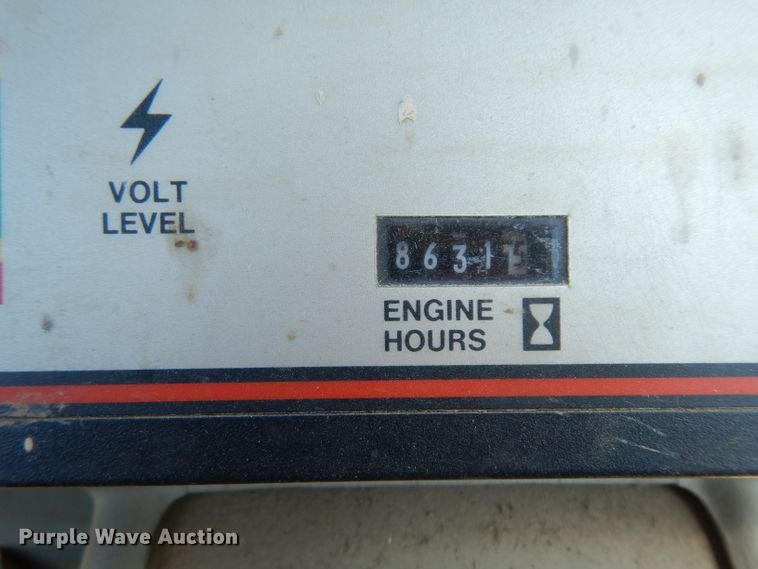 VOLT
LEVEL
8631
ENGINE
HOURS
Purple Wave Auction